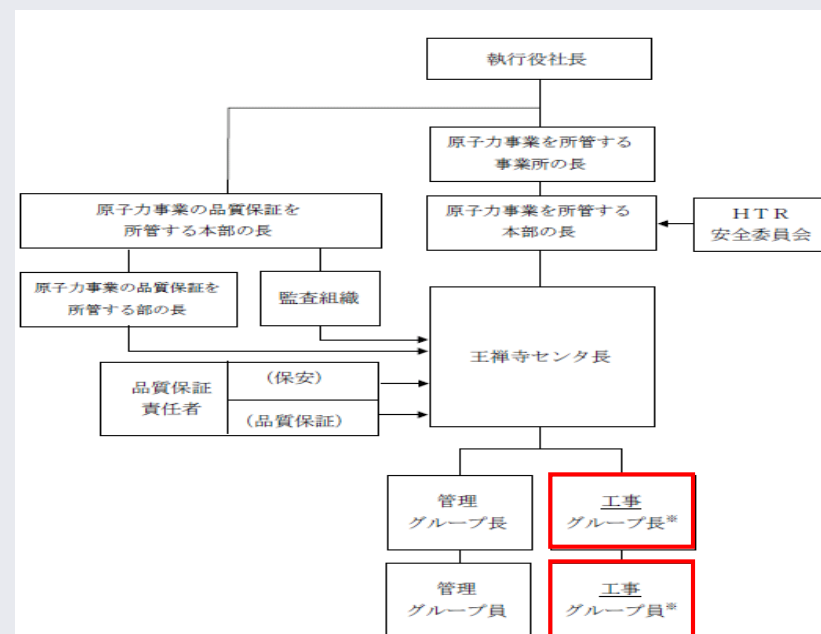 執行役社長
原子力事業を所管する
事業所の長
原子力事業の品質保証を
所管する本部の長
原子力事業を所管する
本部の長
HTR
安全委員会
原子力事業の品質保証を
所管する部の長
監査組織
王禅寺センタ長
品質保証
責任者
(保安)
(品質保証)
管理
グループ長
工事
グループ長※
管理
グループ員
工事
グループ員※